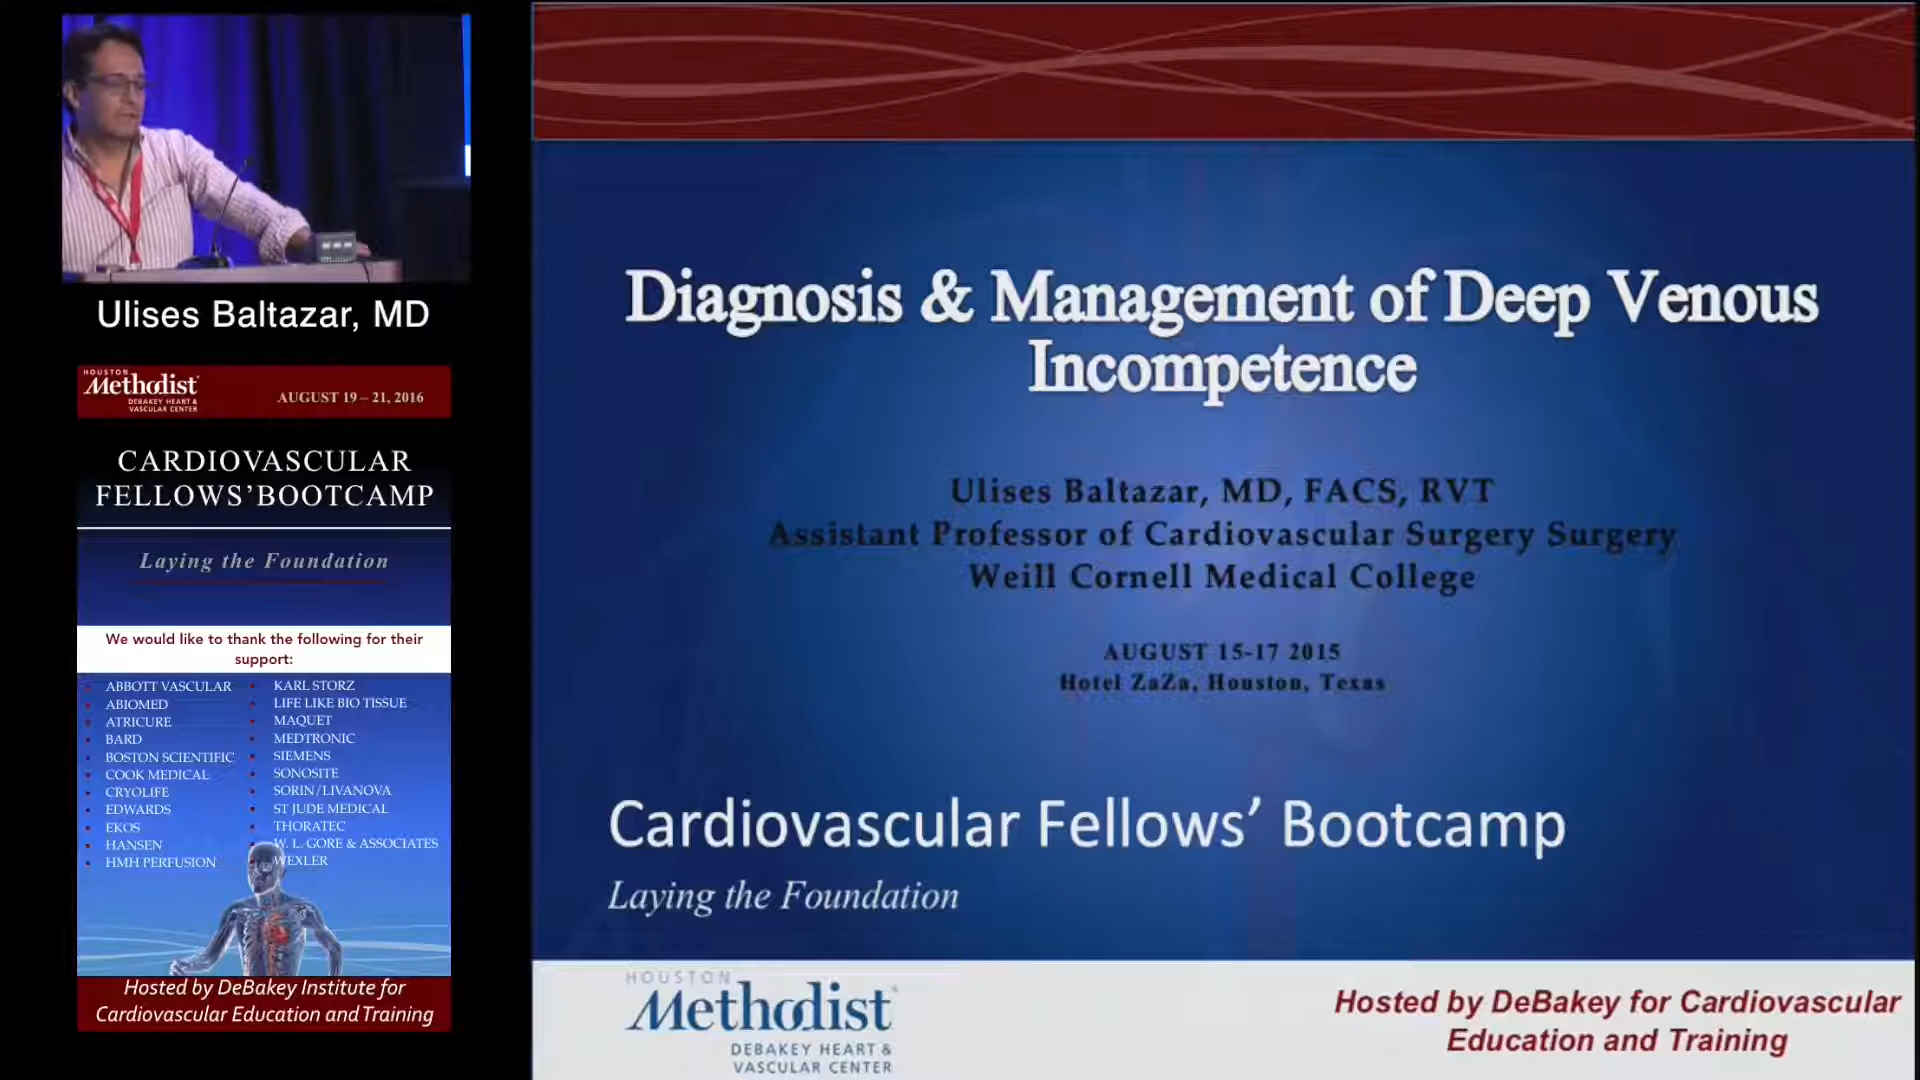 Ulises Baltazar, MD
HOUSTON
Methodist
DEBAKEY HEART &
VASCULAR CENTER
AUGUST 19 – 21, 2016
CARDIOVASCULAR
FELLOWS'BOOTCAMP
Laying the Foundation
We would like to thank the following for their
support:
ABBOTT VASCULAR
ABIOMED
ATRICURE
BARD
BOSTON SCIENTIFIC
COOK MEDICAL
CRYOLIFE
EDWARDS
EKOS
HANSEN
HMH PERFUSION
KARL STORZ
LIFE LIKE BIO TISSUE
MAQUET
MEDTRONIC
SIEMENS
SONOSITE
SORIN/LIVANOVA
ST JUDE MEDICAL
THORATEC
W. L. GORE & ASSOCIATES
WEXLER
Hosted by DeBakey Institute for
Cardiovascular Education and Training
Diagnosis & Management of Deep Venous
Incompetence
Ulises Baltazar, MD, FACS, RVT
Assistant Professor of Cardiovascular Surgery Surgery
Weill Cornell Medical College
AUGUST 15-17 2015
Hotel ZaZa, Houston, Texas
Cardiovascular Fellows' Bootcamp
Laying the Foundation
HOUSTON
Methodist
DEBAKEY HEART &
VASCULAR CENTER
Hosted by DeBakey for Cardiovascular
Education and Training